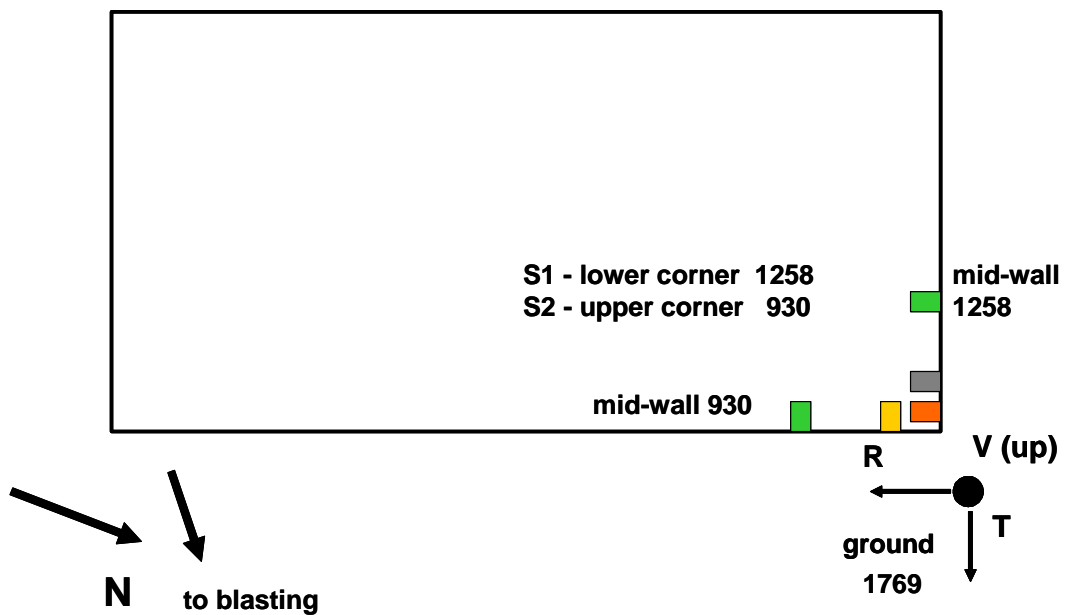 S1 - lower corner 1258
S2 - upper corner 930
mid-wall
1258
mid-wall 930
R
V (up)
T
ground
1769
N
to blasting